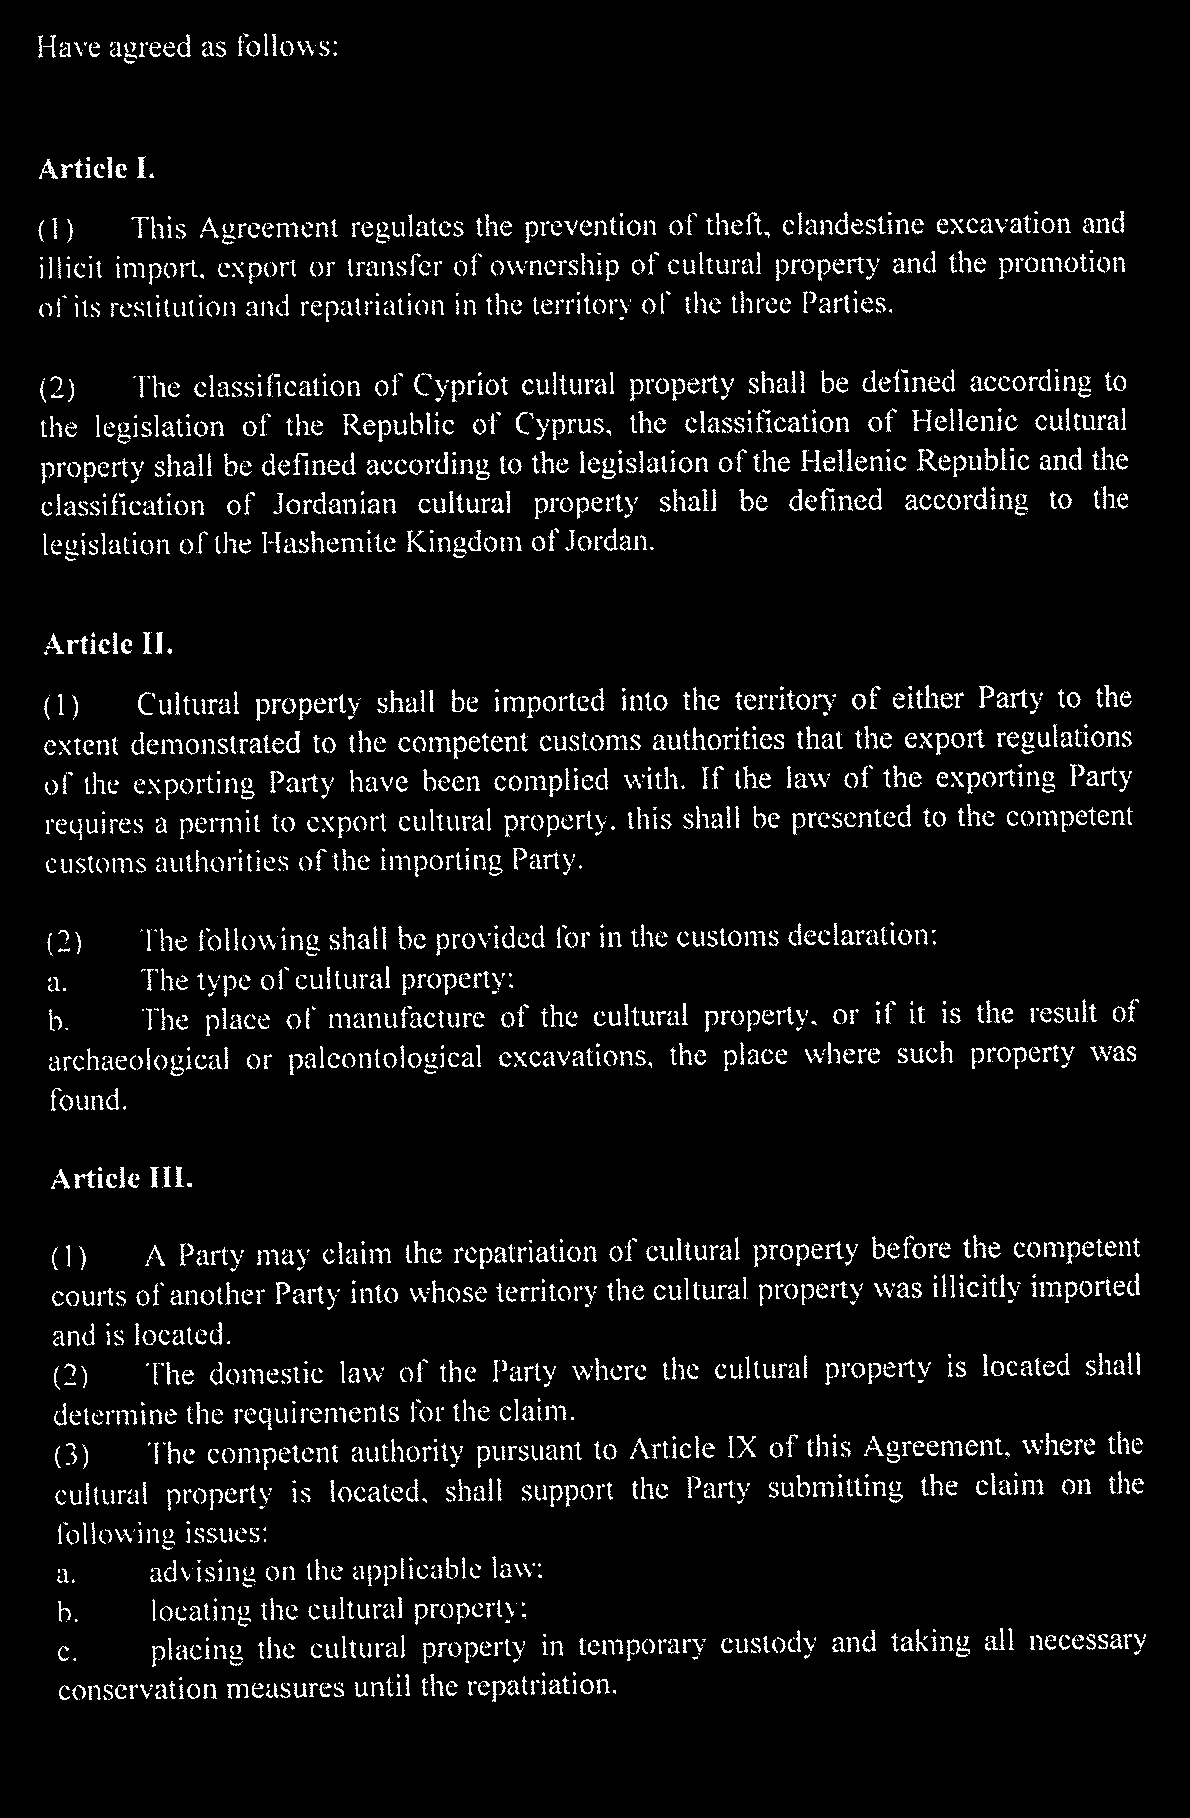 Have agreed as follows:
Article I.
(1) This Agreement regulates the prevention of theft, clandestine excavation and
illicit import, export or transfer of ownership of cultural property and the promotion
of its restitution and repatriation in the territory of the three Parties.
(2) The classification of Cypriot cultural property shall be defined according to
the legislation of the Republic of Cyprus, the classification of Hellenic cultural
property shall be defined according to the legislation of the Hellenic Republic and the
classification of Jordanian cultural property shall be defined according to the
legislation of the Hashemite Kingdom of Jordan.
Article II.
(1) Cultural property shall be imported into the territory of either Party to the
extent demonstrated to the competent customs authorities that the export regulations
of the exporting Party have been complied with. If the law of the exporting Party
requires a permit to export cultural property, this shall be presented to the competent
customs authorities of the importing Party.
(2) The following shall be provided for in the customs declaration:
a. The type of cultural property;
b. The place of manufacture of the cultural property, or if it is the result of
archaeological or paleontological excavations, the place where such property was
found.
Article III.
(1) A Party may claim the repatriation of cultural property before the competent
courts of another Party into whose territory the cultural property was illicitly imported
and is located.
(2) The domestic law of the Party where the cultural property is located shall
determine the requirements for the claim.
(3) The competent authority pursuant to Article IX of this Agreement, where the
cultural property is located, shall support the Party submitting the claim on the
following issues:
a. advising on the applicable law;
b. locating the cultural property;
c. placing the cultural property in temporary custody and taking all necessary
conservation measures until the repatriation.